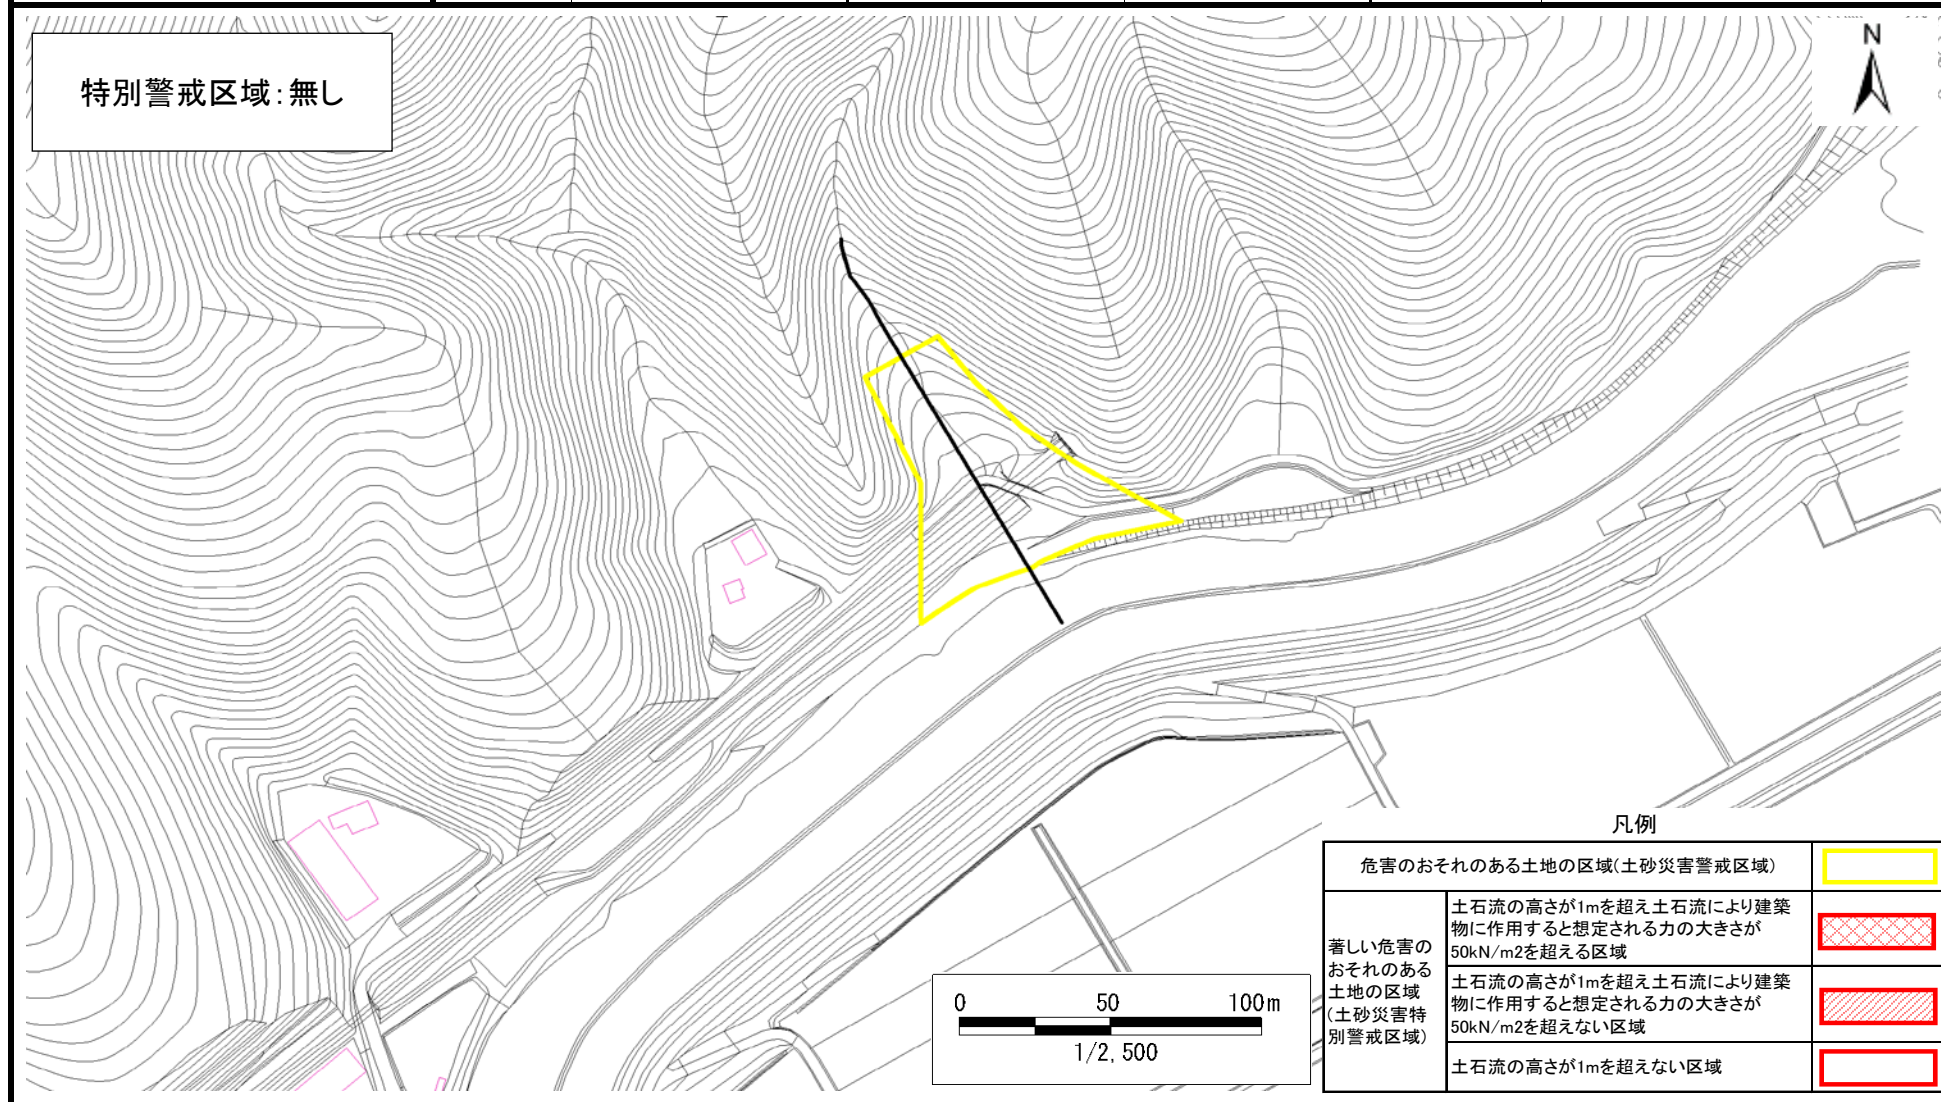 特別警戒区域:無し
N
凡例
危害のおそれのある土地の区域(土砂災害警戒区域)
著しい危害の
おそれのある
土地の区域
(土砂災害特
別警戒区域)
土石流の高さが1mを超え土石流により建築
物に作用すると想定される力の大きさが
50kN/m2を超える区域
土石流の高さが1mを超え土石流により建築
物に作用すると想定される力の大きさが
50kN/m2を超えない区域
土石流の高さが1mを超えない区域
0 50 100m
1/2,500